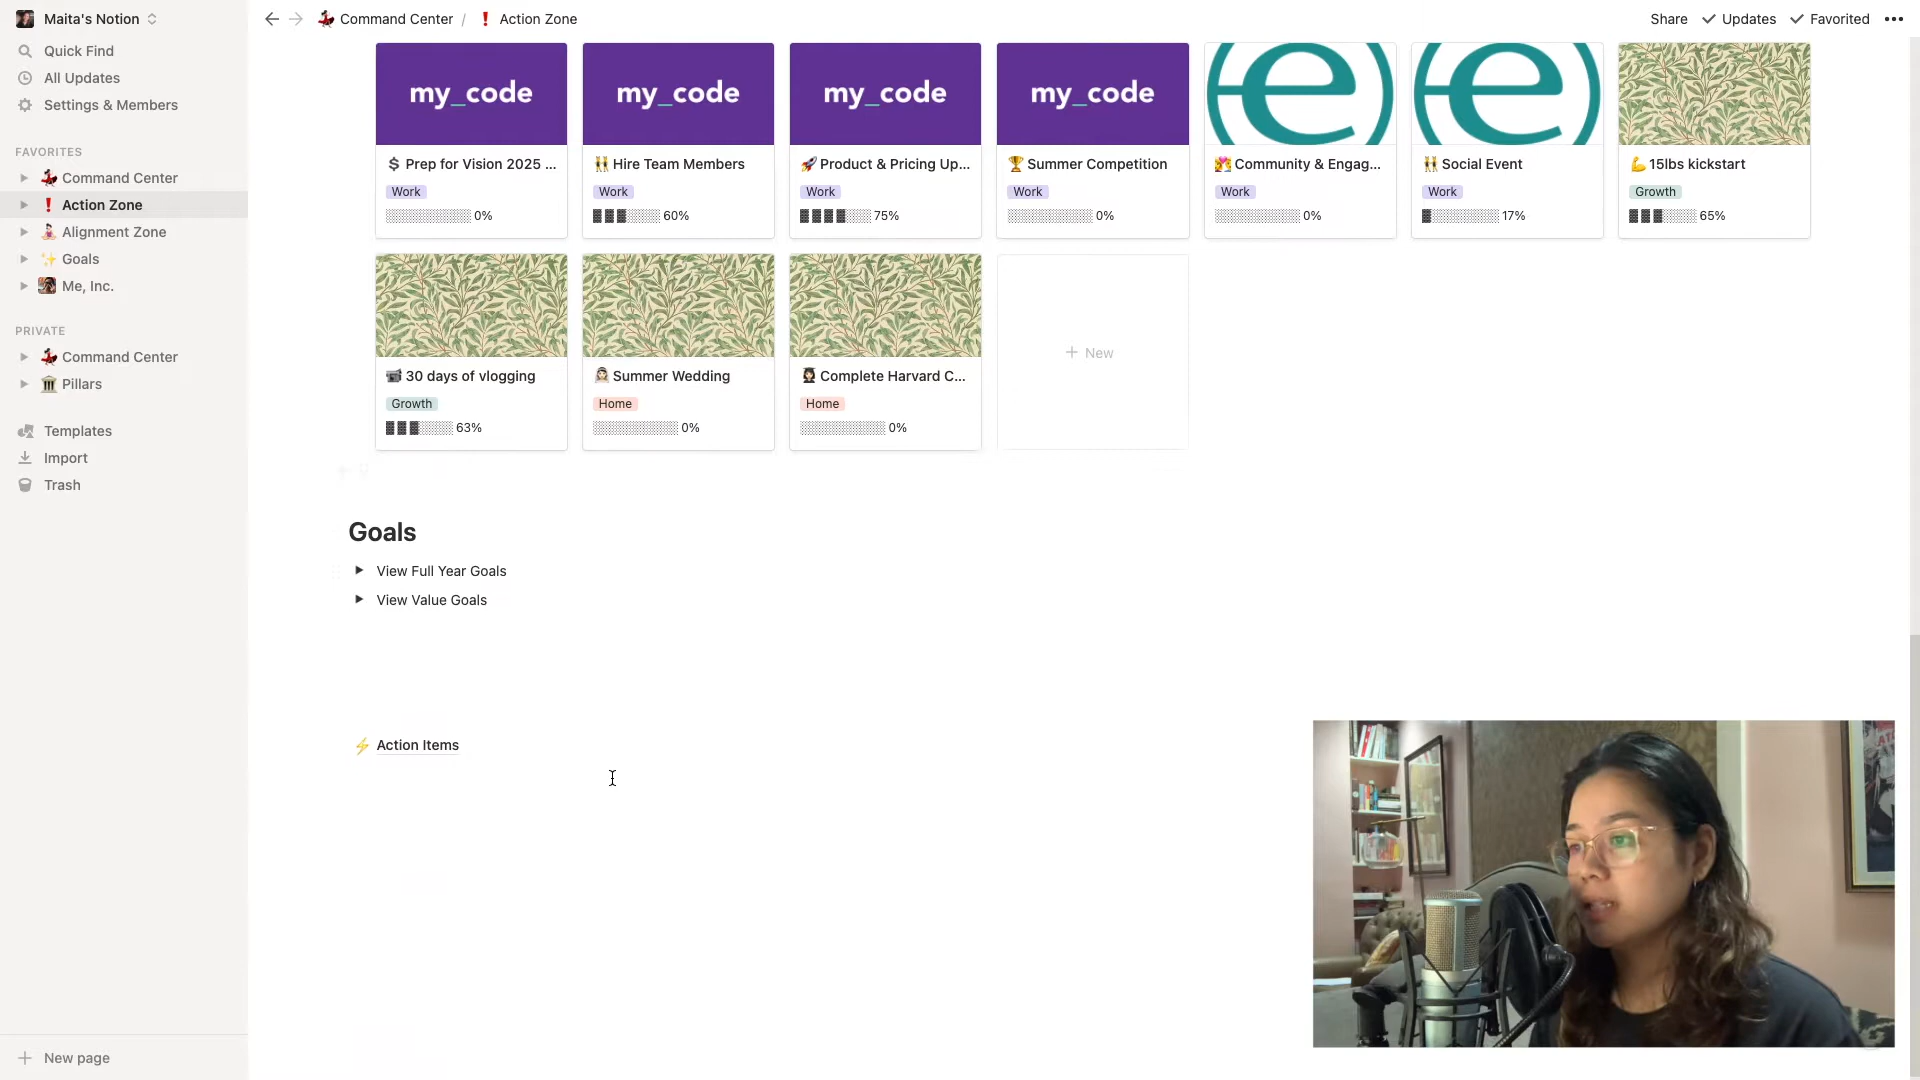 Maita's Notion
Quick Find
All Updates
Settings & Members
FAVORITES
Command Center
Action Zone
Alignment Zone
Goals
Me, Inc.
PRIVATE
Command Center
Pillars
Templates
Import
Trash
New page
Command Center / Action Zone
Share Updates Favorited
my_code
Prep for Vision 2025 ...
Work
0%
my_code
Hire Team Members
Work
60%
my_code
Product & Pricing Up...
Work
75%
my_code
Summer Competition
Work
0%
e
Community & Engag...
Work
0%
e
Social Event
Work
17%
15lbs kickstart
Growth
65%
30 days of vlogging
Growth
63%
Summer Wedding
Home
0%
Complete Harvard C...
Home
0%
+ New
Goals
View Full Year Goals
View Value Goals
Action Items